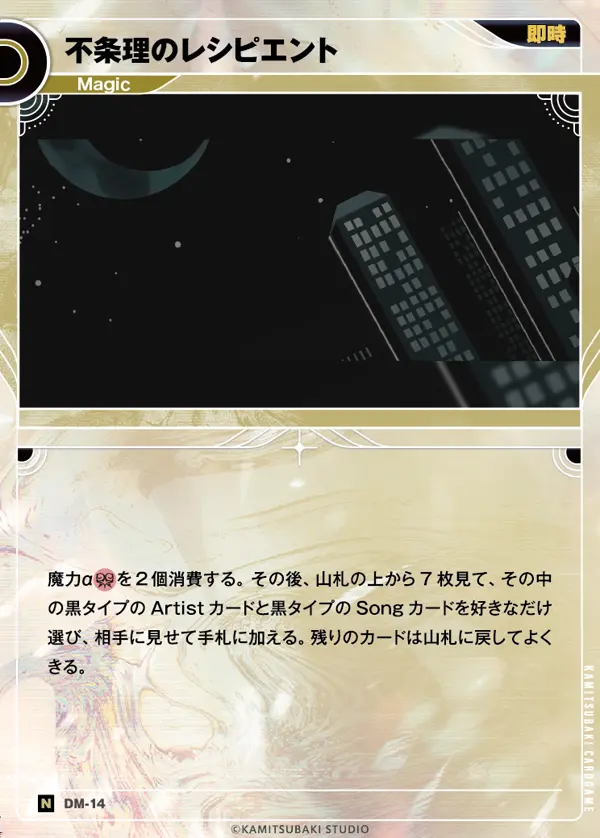 不条理のレシピエント
即時
Magic
魔力αを2個消費する。その後、山札の上から7枚見て、その中
の黒タイプの Artist カードと黒タイプの Song カードを好きなだけ
選び、相手に見せて手札に加える。残りのカードは山札に戻してよく
きる。
KAMITSUBAKI CARDGAME
N DM-14
©KAMITSUBAKI STUDIO